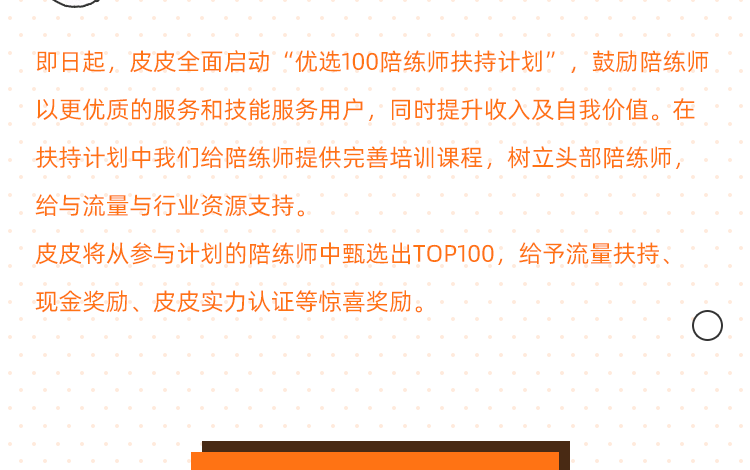 即日起，皮皮全面启动“优选100陪练师扶持计划”，鼓励陪练师
以更优质的服务和技能服务用户，同时提升收入及自我价值。在
扶持计划中我们给陪练师提供完善培训课程，树立头部陪练师，
给与流量与行业资源支持。
皮皮将从参与计划的陪练师中甄选出TOP100，给予流量扶持、
现金奖励、皮皮实力认证等惊喜奖励。